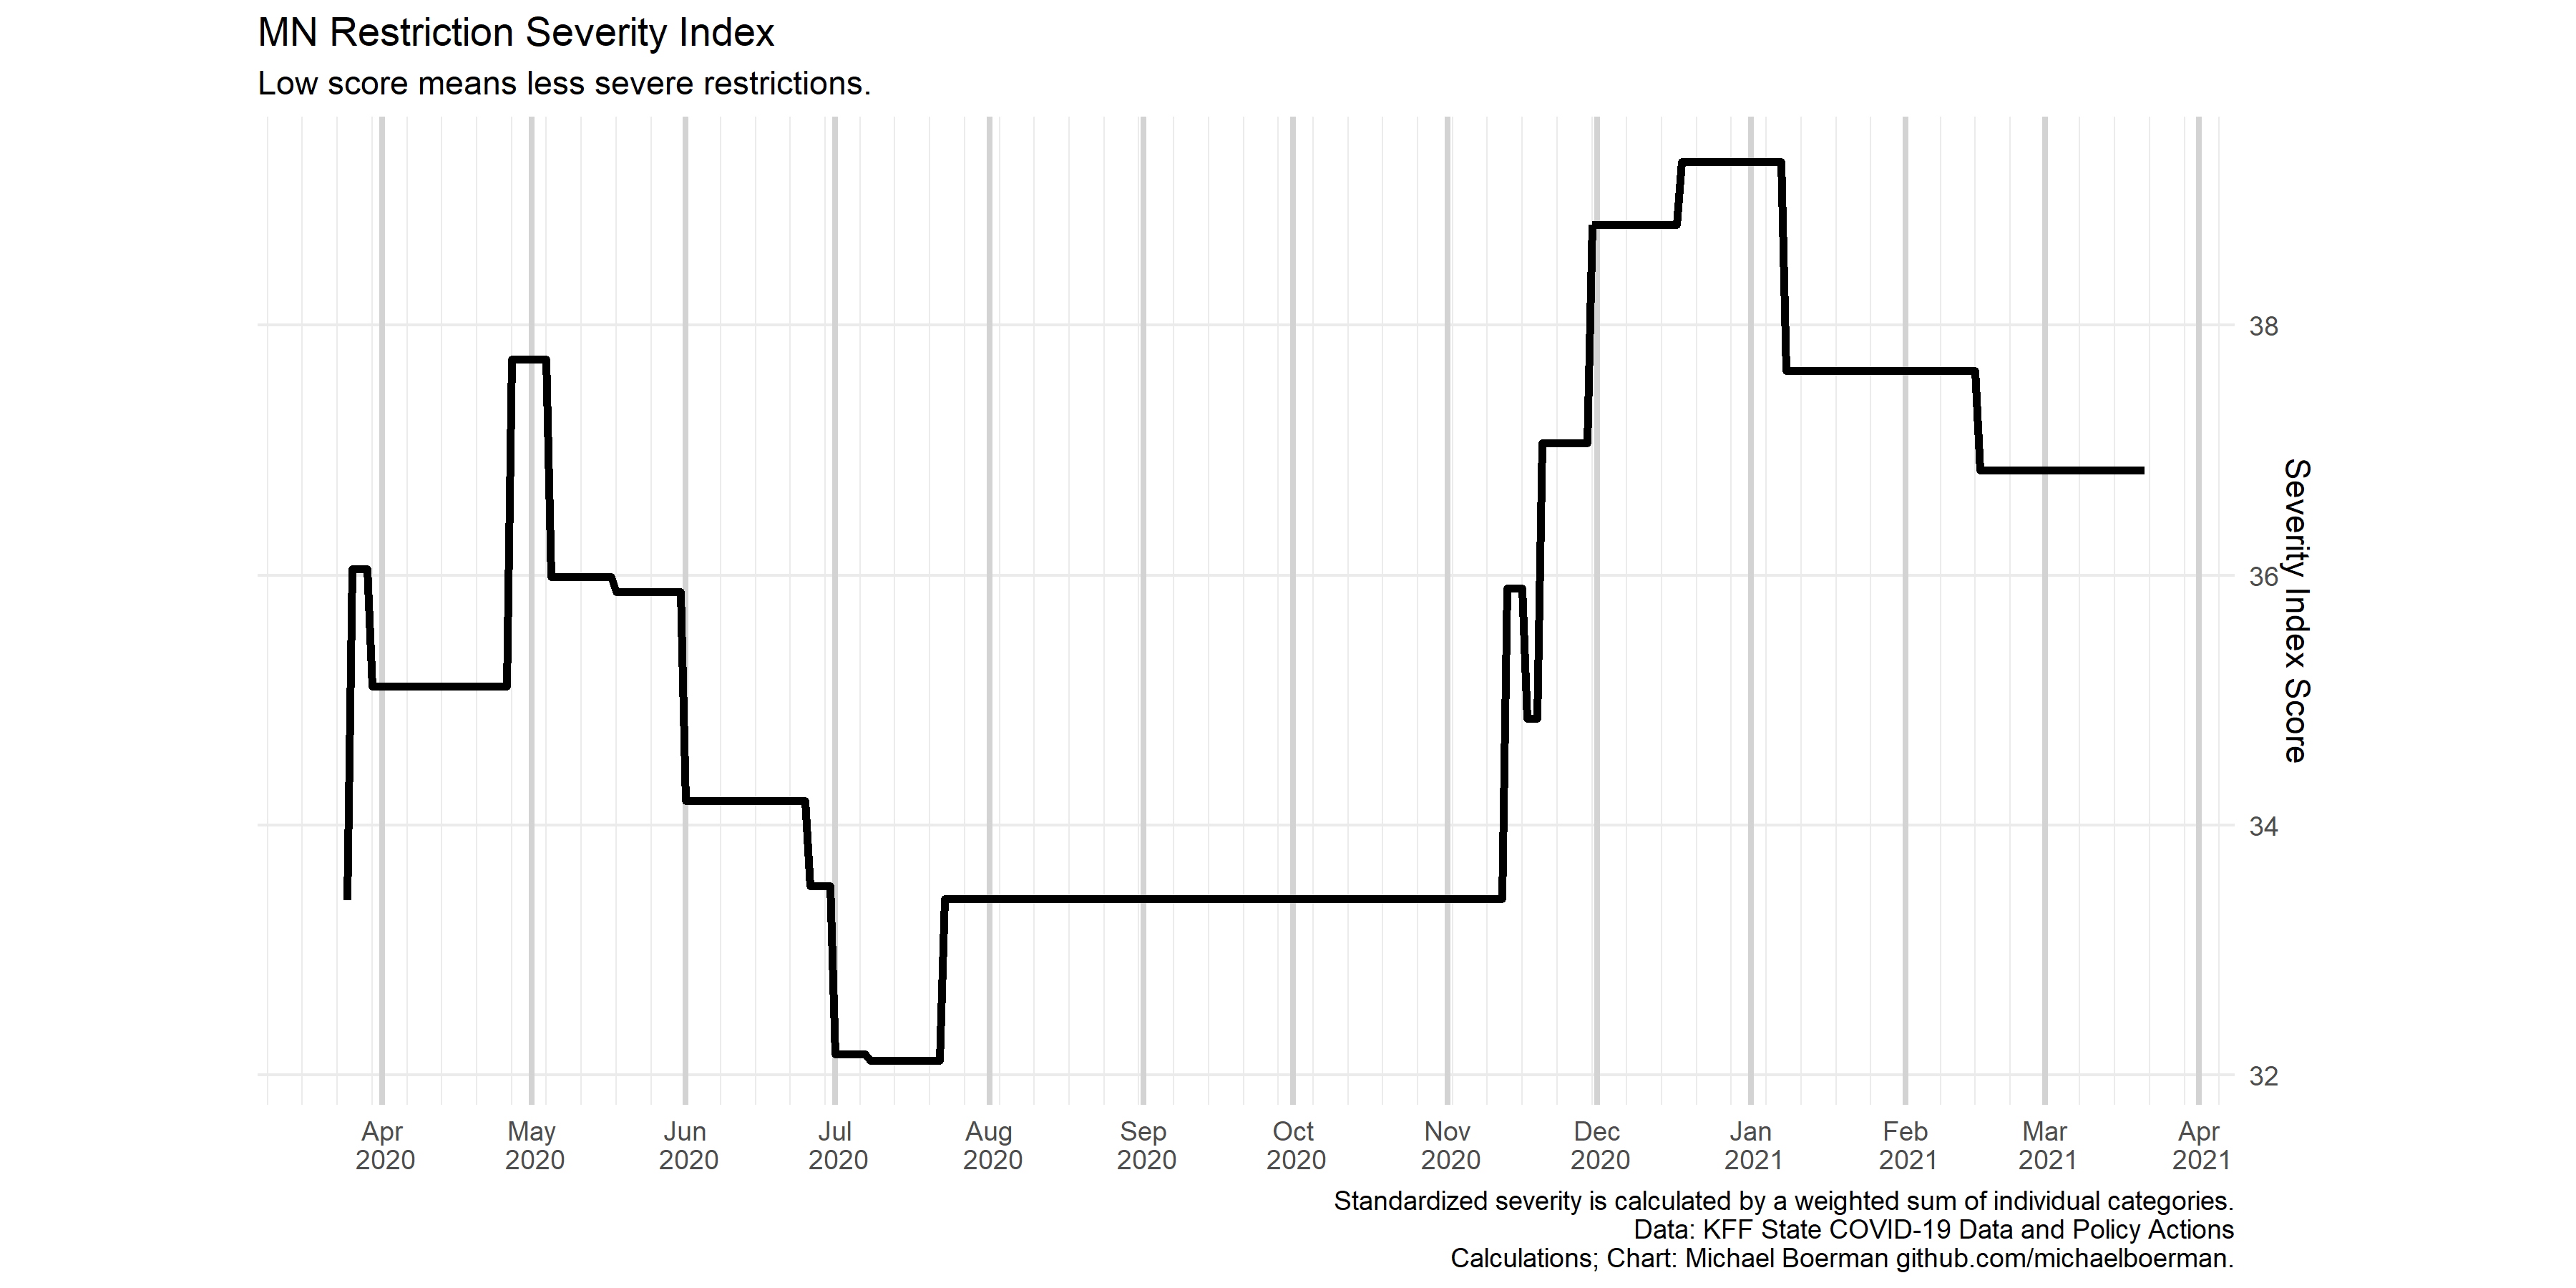 MN Restriction Severity Index
Low score means less severe restrictions.
38
36
34
32
Severity Index Score
Apr
2020
May
2020
Jun
2020
Jul
2020
Aug
2020
Sep
2020
Oct
2020
Nov
2020
Dec
2020
Jan
2021
Feb
2021
Mar
2021
Apr
2021
Standardized severity is calculated by a weighted sum of individual categories.
Data: KFF State COVID-19 Data and Policy Actions
Calculations; Chart: Michael Boerman github.com/michaelboerman.